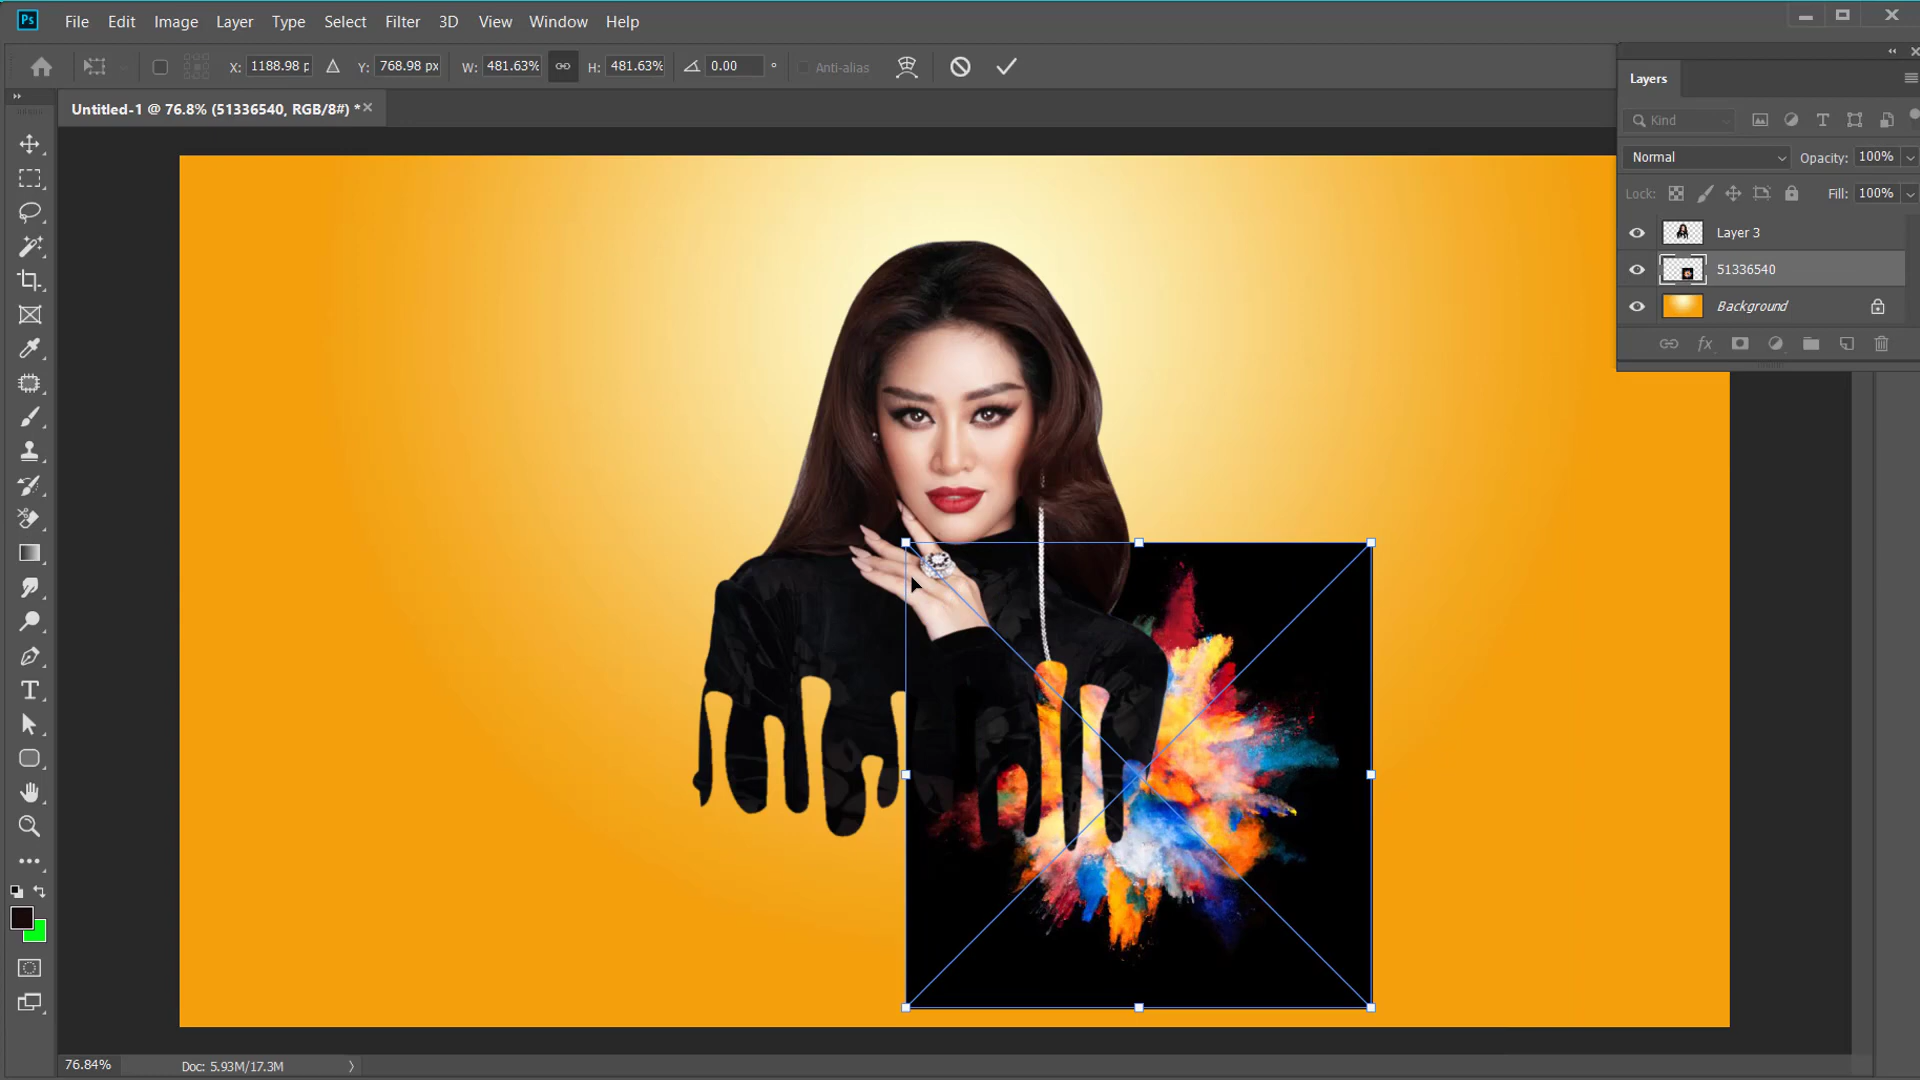 Ps File Edit Image Layer Type Select Filter 3D View Window Help
X: 1188.98 p Y: 768.98 px W: 481.63% H: 481.63% 0.00 ° Anti-alias
Untitled-1 @ 76.8% (51336540, RGB/8#) *
Layers
Kind
Normal Opacity: 100%
Lock: Fill: 100%
Layer 3
51336540
Background
76.84% Doc: 5.93M/17.3M